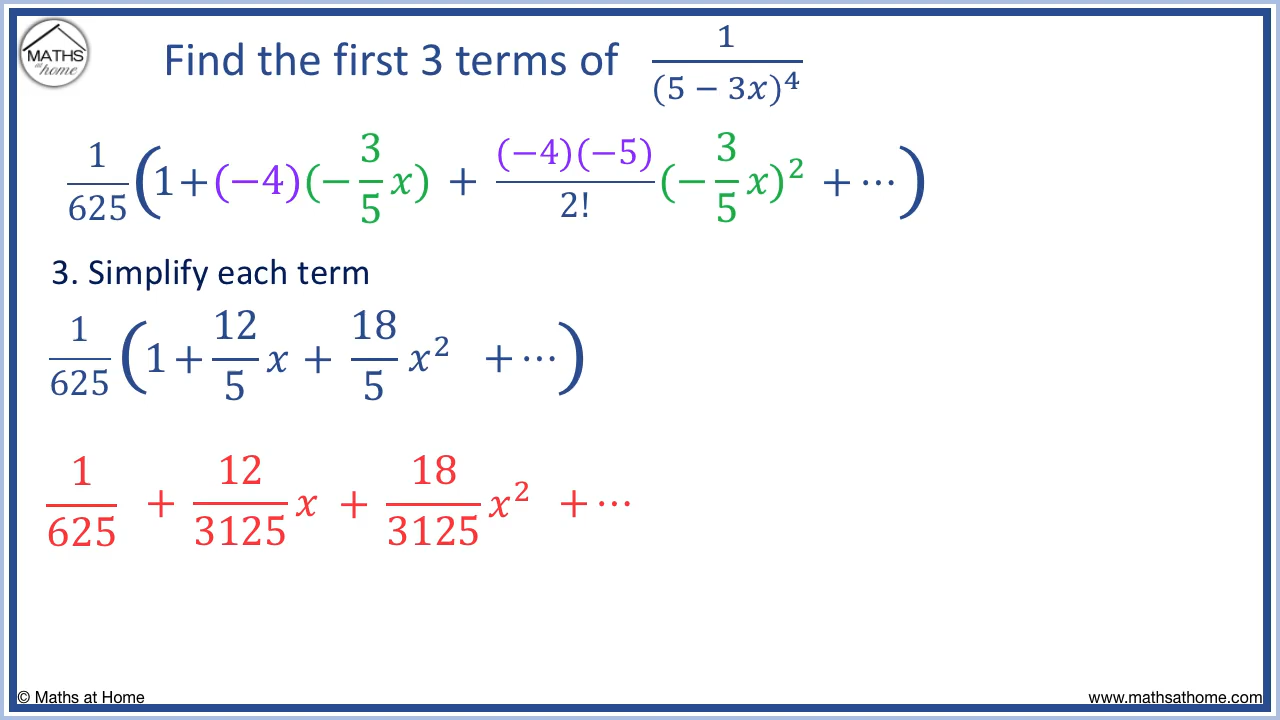 MATHS
at
home
Find the first 3 terms of 1/(5 − 3x)⁴
1/625 (1 + (−4)(−3/5 x) + (−4)(−5)/2! (−3/5 x)² + ⋯)
3. Simplify each term
1/625 (1 + 12/5 x + 18/5 x² + ⋯)
1/625 + 12/3125 x + 18/3125 x² + ⋯
© Maths at Home
www.mathsathome.com